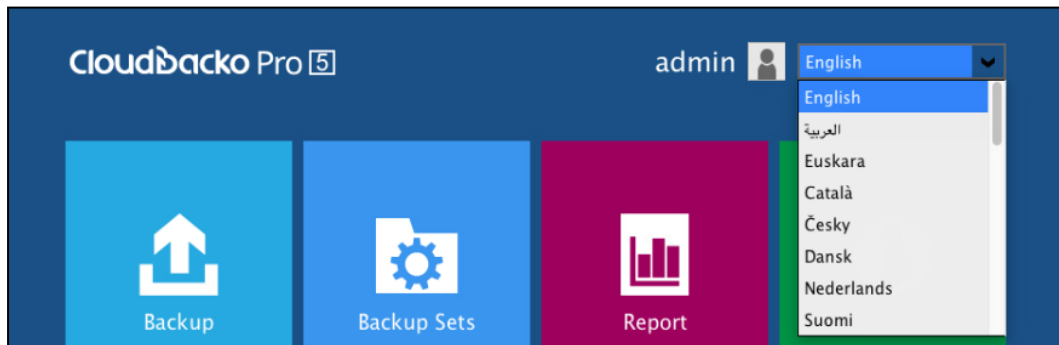 Cloudbacko Pro 5
admin
English
English
العربية
Euskara
Català
Česky
Dansk
Nederlands
Suomi
Backup
Backup Sets
Report